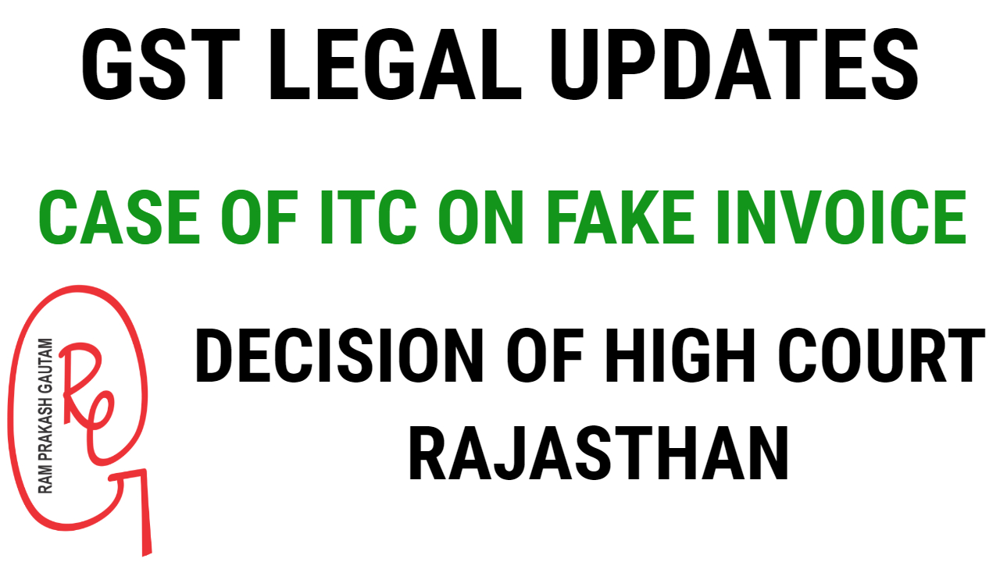 GST LEGAL UPDATES
CASE OF ITC ON FAKE INVOICE
RAM PRAKASH GAUTAM
DECISION OF HIGH COURT
RAJASTHAN